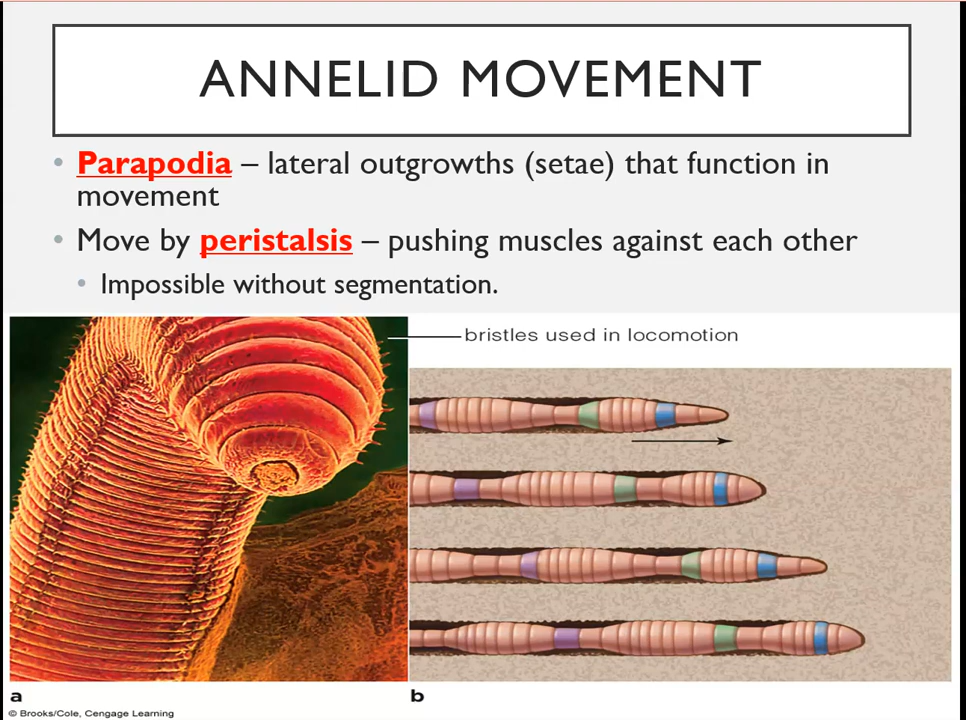 ANNELID MOVEMENT
• Parapodia – lateral outgrowths (setae) that function in
movement
• Move by peristalsis – pushing muscles against each other
• Impossible without segmentation.
bristles used in locomotion
a
b
© Brooks/Cole, Cengage Learning